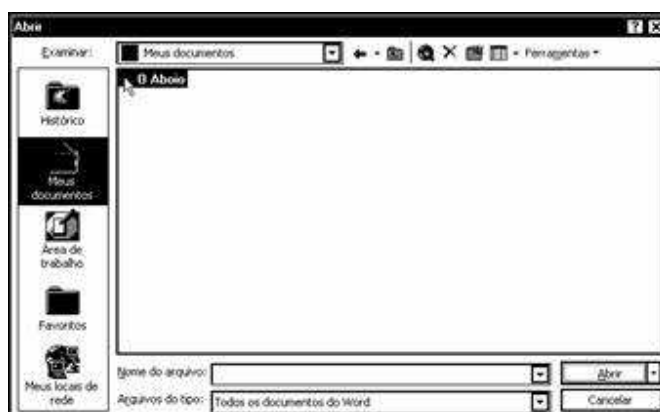 Abrir
Examinar:
Meus documentos
Ferramentas
O Aboio
Histórico
Meus
documentos
Área de
trabalho
Favoritos
Meus locais de
rede
Nome do arquivo:
Abrir
Arquivos do tipo:
Todos os documentos do Word
Cancelar